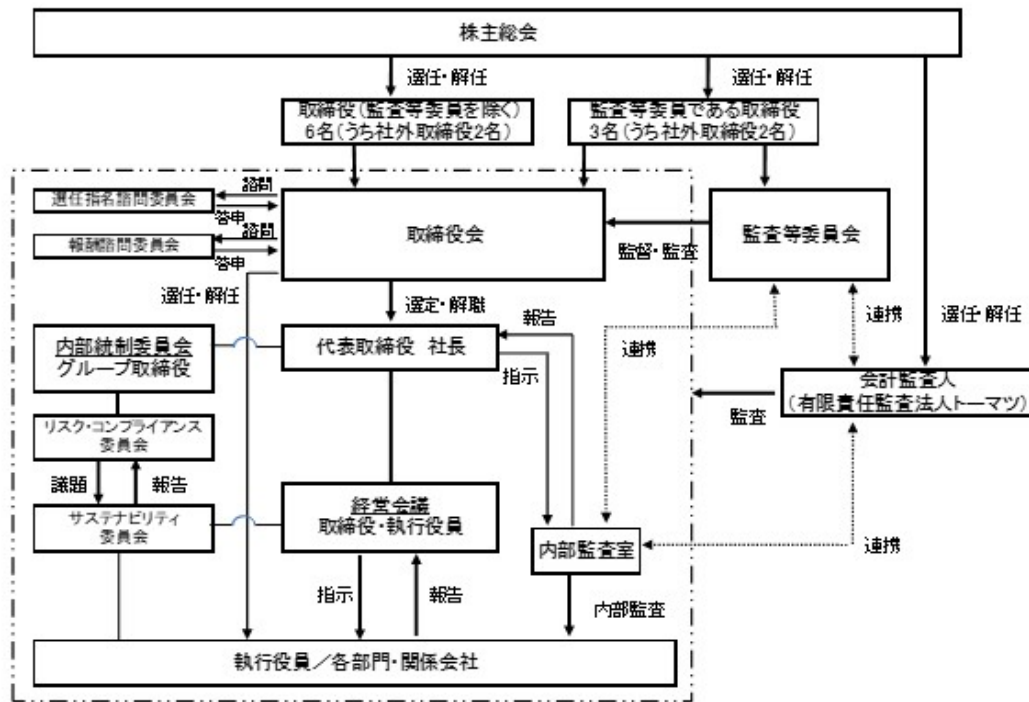 株主総会
選任・解任
選任・解任
取締役(監査等委員を除く)
6名(うち社外取締役2名)
監査等委員である取締役
3名(うち社外取締役2名)
選任指名諮問委員会
諮問
答申
報酬諮問委員会
諮問
答申
取締役会
監督・監査
監査等委員会
選任・解任
選定・解職
報告
連携
連携
選任・解任
内部統制委員会
グループ取締役
代表取締役 社長
指示
会計監査人
(有限責任監査法人トーマツ)
監査
リスク・コンプライアンス
委員会
議題
報告
サステナビリティ
委員会
経営会議
取締役・執行役員
内部監査室
連携
指示
報告
内部監査
執行役員/各部門・関係会社